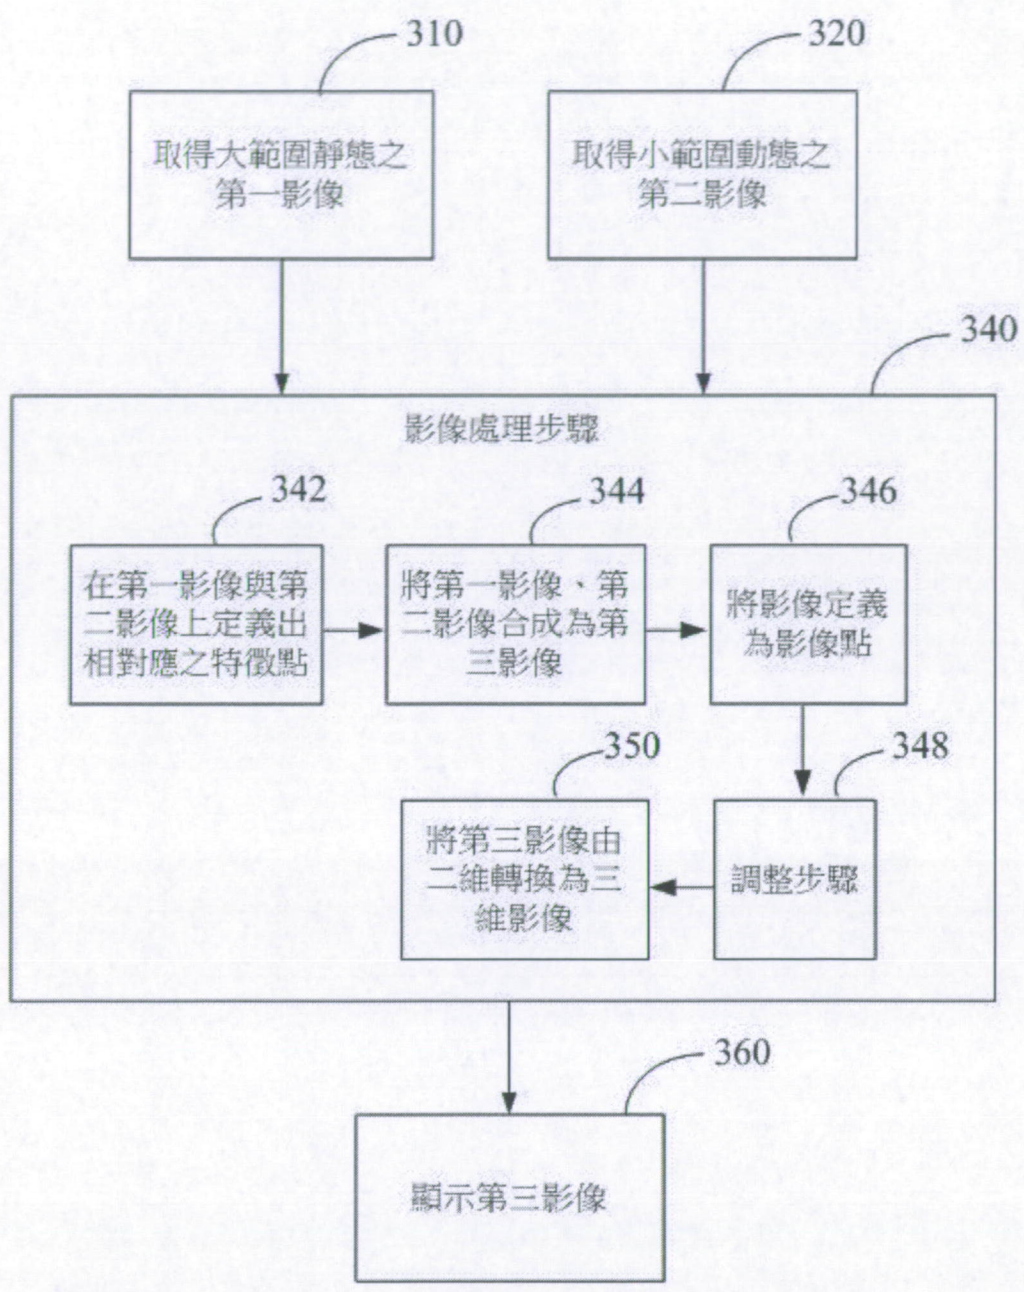 310
取得大範圍靜態之
第一影像
320
取得小範圍動態之
第二影像
340
影像處理步驟
342
在第一影像與第
二影像上定義出
相對應之特徵點
344
將第一影像、第
二影像合成為第
三影像
346
將影像定義
為影像點
348
調整步驟
350
將第三影像由
二維轉換為三
維影像
360
顯示第三影像